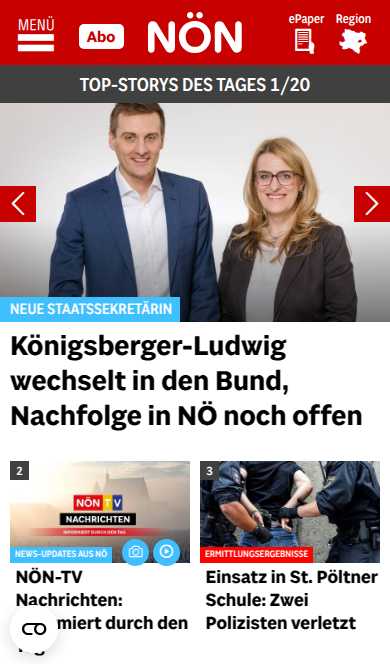 MENÜ
Abo
NÖN
ePaper
Region
TOP-STORYS DES TAGES 1/20
NEUE STAATSSEKRETÄRIN
Königsberger-Ludwig
wechselt in den Bund,
Nachfolge in NÖ noch offen
2
NÖN TV
NACHRICHTEN
INFORMIERT DURCH DEN TAG
NEWS-UPDATES AUS NÖ
NÖN-TV
Nachrichten:
miert durch den
3
ERMITTLUNGSERGEBNISSE
Einsatz in St. Pöltner
Schule: Zwei
Polizisten verletzt